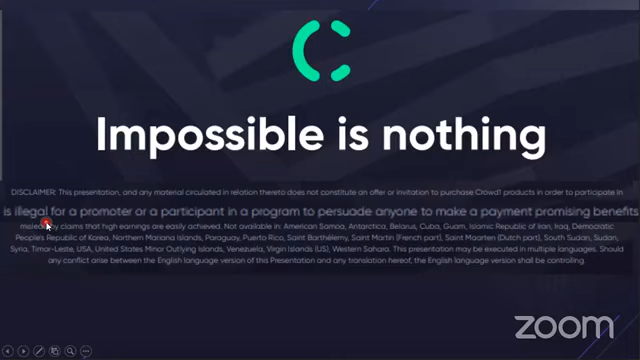 Impossible is nothing
DISCLAIMER: This presentation, and any material circulated in relation thereto does not constitute an offer or invitation to purchase Crowd1 products in order to participate in
is illegal for a promoter or a participant in a program to persuade anyone to make a payment promising benefits
misled by claims that high earnings are easily achieved. Not available in: American Samoa, Antarctica, Belarus, Cuba, Guam, Islamic Republic of Iran, Iraq, Democratic
People's Republic of Korea, Northern Mariana Islands, Paraguay, Puerto Rico, Saint Barthélemy, Saint Martin (French part), Saint Maarten (Dutch part), South Sudan, Sudan,
Syria, Timor-Leste, USA, United States Minor Outlying Islands, Venezuela, Virgin Islands (US), Western Sahara. This presentation may be executed in multiple languages. Should
any conflict arise between the English language version of this Presentation and any translation hereof, the English language version shall be controlling.
zoom